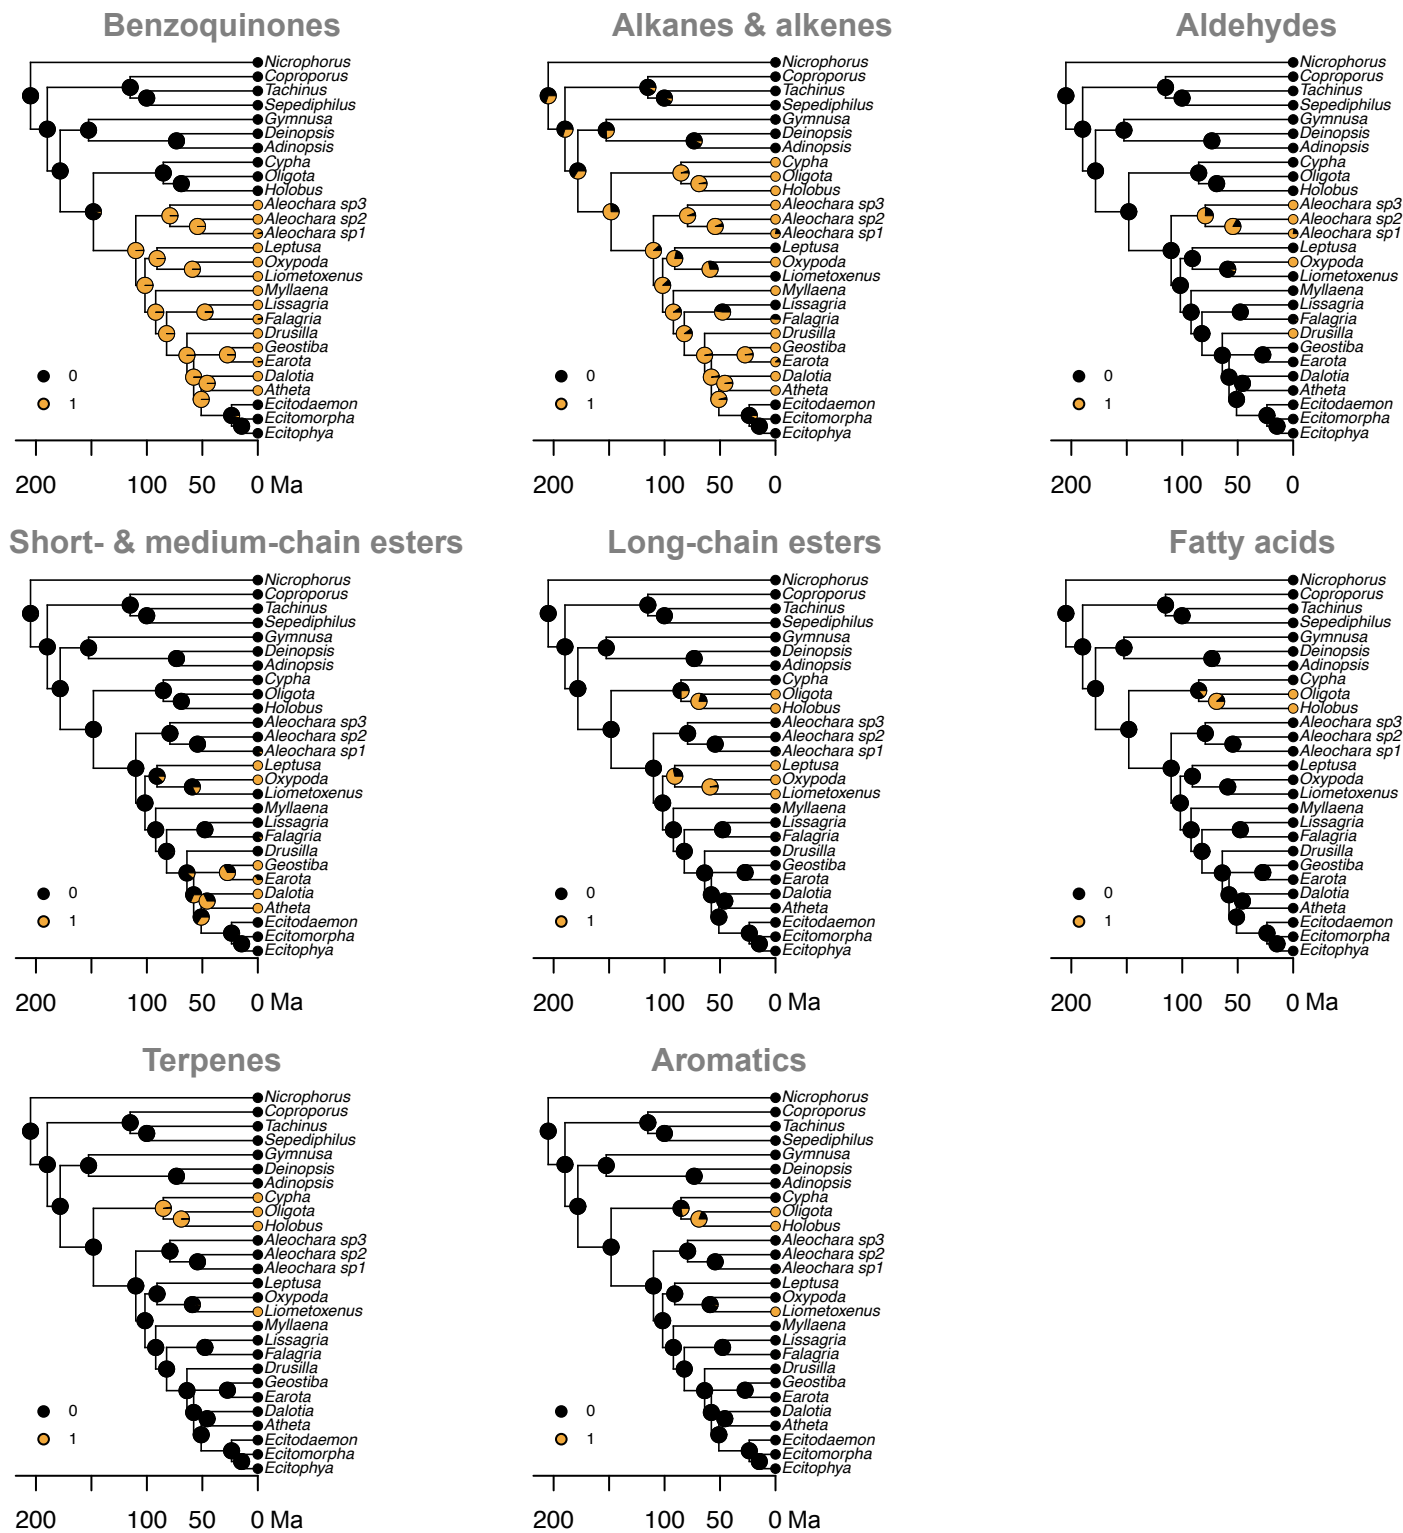 Benzoquinones
Nicrophorus
Coproporus
Tachinus
Sepediphilus
Gymnusa
Deinopsis
Adinopsis
Cypha
Oligota
Holobus
Aleochara sp3
Aleochara sp2
Aleochara sp1
Leptusa
Oxypoda
Liometoxenus
Myllaena
Lissagria
Falagria
Drusilla
Geostiba
Earota
Dalotia
Atheta
Ecitodaemon
Ecitomorpha
Ecitophya
0
1
200 100 50 0 Ma
Alkanes & alkenes
Nicrophorus
Coproporus
Tachinus
Sepediphilus
Gymnusa
Deinopsis
Adinopsis
Cypha
Oligota
Holobus
Aleochara sp3
Aleochara sp2
Aleochara sp1
Leptusa
Oxypoda
Liometoxenus
Myllaena
Lissagria
Falagria
Drusilla
Geostiba
Earota
Dalotia
Atheta
Ecitodaemon
Ecitomorpha
Ecitophya
0
1
200 100 50 0
Aldehydes
Nicrophorus
Coproporus
Tachinus
Sepediphilus
Gymnusa
Deinopsis
Adinopsis
Cypha
Oligota
Holobus
Aleochara sp3
Aleochara sp2
Aleochara sp1
Leptusa
Oxypoda
Liometoxenus
Myllaena
Lissagria
Falagria
Drusilla
Geostiba
Earota
Dalotia
Atheta
Ecitodaemon
Ecitomorpha
Ecitophya
0
1
200 100 50 0
Short- & medium-chain esters
Nicrophorus
Coproporus
Tachinus
Sepediphilus
Gymnusa
Deinopsis
Adinopsis
Cypha
Oligota
Holobus
Aleochara sp3
Aleochara sp2
Aleochara sp1
Leptusa
Oxypoda
Liometoxenus
Myllaena
Lissagria
Falagria
Drusilla
Geostiba
Earota
Dalotia
Atheta
Ecitodaemon
Ecitomorpha
Ecitophya
0
1
200 100 50 0 Ma
Long-chain esters
Nicrophorus
Coproporus
Tachinus
Sepediphilus
Gymnusa
Deinopsis
Adinopsis
Cypha
Oligota
Holobus
Aleochara sp3
Aleochara sp2
Aleochara sp1
Leptusa
Oxypoda
Liometoxenus
Myllaena
Lissagria
Falagria
Drusilla
Geostiba
Earota
Dalotia
Atheta
Ecitodaemon
Ecitomorpha
Ecitophya
0
1
200 100 50 0 Ma
Fatty acids
Nicrophorus
Coproporus
Tachinus
Sepediphilus
Gymnusa
Deinopsis
Adinopsis
Cypha
Oligota
Holobus
Aleochara sp3
Aleochara sp2
Aleochara sp1
Leptusa
Oxypoda
Liometoxenus
Myllaena
Lissagria
Falagria
Drusilla
Geostiba
Earota
Dalotia
Atheta
Ecitodaemon
Ecitomorpha
Ecitophya
0
1
200 100 50 0 Ma
Terpenes
Nicrophorus
Coproporus
Tachinus
Sepediphilus
Gymnusa
Deinopsis
Adinopsis
Cypha
Oligota
Holobus
Aleochara sp3
Aleochara sp2
Aleochara sp1
Leptusa
Oxypoda
Liometoxenus
Myllaena
Lissagria
Falagria
Drusilla
Geostiba
Earota
Dalotia
Atheta
Ecitodaemon
Ecitomorpha
Ecitophya
0
1
200 100 50 0 Ma
Aromatics
Nicrophorus
Coproporus
Tachinus
Sepediphilus
Gymnusa
Deinopsis
Adinopsis
Cypha
Oligota
Holobus
Aleochara sp3
Aleochara sp2
Aleochara sp1
Leptusa
Oxypoda
Liometoxenus
Myllaena
Lissagria
Falagria
Drusilla
Geostiba
Earota
Dalotia
Atheta
Ecitodaemon
Ecitomorpha
Ecitophya
0
1
200 100 50 0 Ma